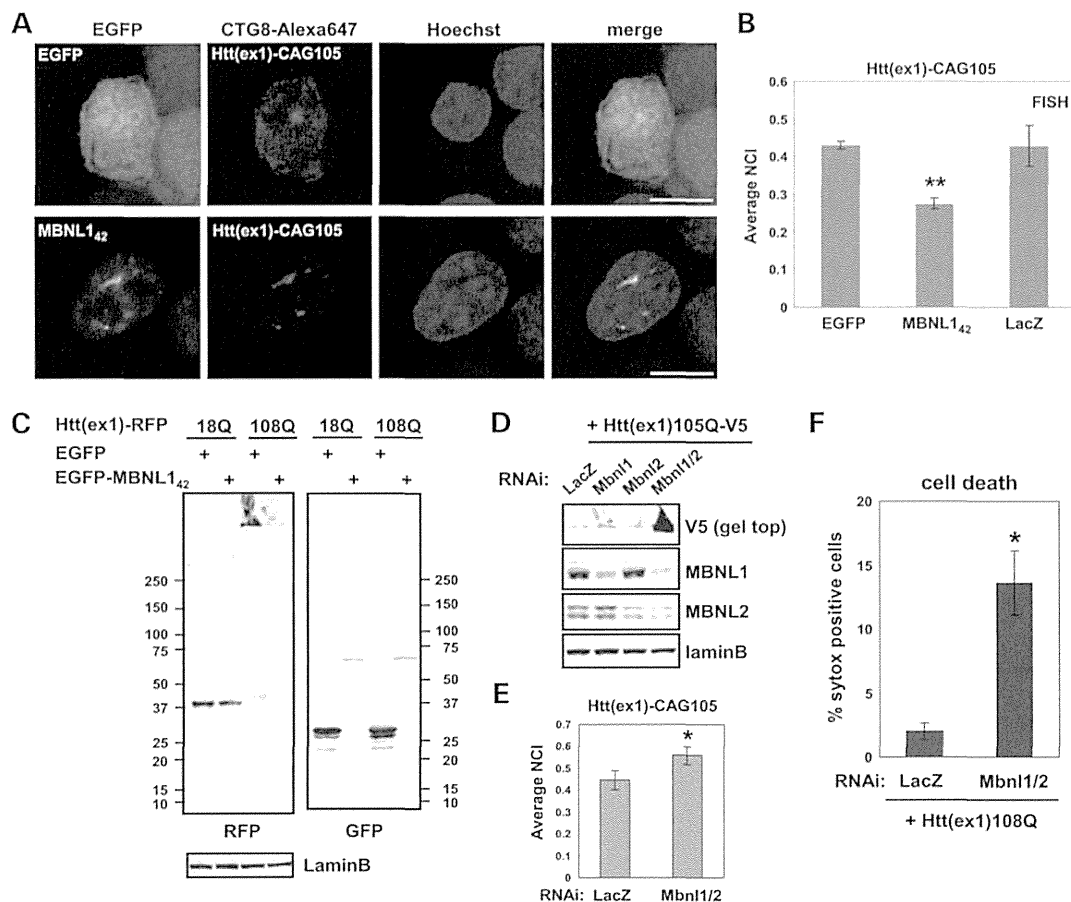 A
EGFP CTG8-Alexa647 Hoechst merge
EGFP Htt(ex1)-CAG105
MBNL1₄₂ Htt(ex1)-CAG105
B
Htt(ex1)-CAG105
FISH
Average NCI
0.6
0.5
0.4
0.3
0.2
0.1
0
**
EGFP MBNL1₄₂ LacZ
C
Htt(ex1)-RFP 18Q 108Q 18Q 108Q
EGFP + + + +
EGFP-MBNL1₄₂ + + + +
250
150
100
75
50
37
25
20
15
10
250
150
100
75
50
37
25
20
15
10
RFP GFP
LaminB
D
+ Htt(ex1)105Q-V5
RNAi: LacZ Mbnl1 Mbnl2 Mbnl1/2
V5 (gel top)
MBNL1
MBNL2
laminB
E
Htt(ex1)-CAG105
Average NCI
0.7
0.6
0.5
0.4
0.3
0.2
0.1
0
*
RNAi: LacZ Mbnl1/2
F
cell death
% sytox positive cells
20
15
10
5
0
*
RNAi: LacZ Mbnl1/2
+ Htt(ex1)108Q